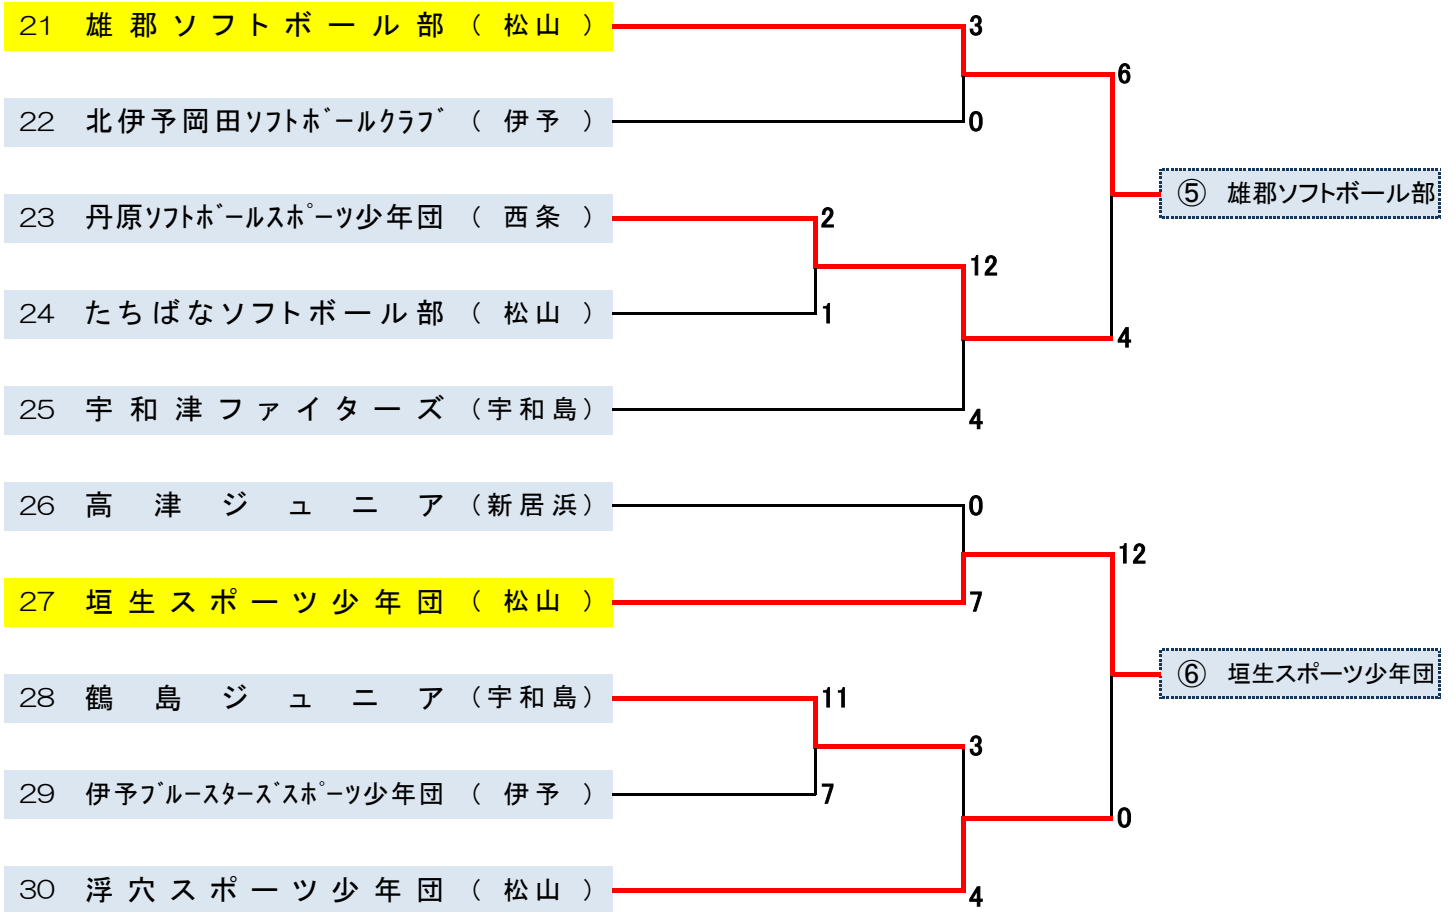 21 雄郡ソフトボール部 ( 松山 ) 3
6
22 北伊予岡田ｿﾌﾄﾎﾞｰﾙｸﾗﾌﾞ ( 伊予 ) 0
⑤ 雄郡ソフトボール部
23 丹原ｿﾌﾄﾎﾞｰﾙｽﾎﾟｰﾂ少年団 ( 西条 ) 2
12
24 たちばなソフトボール部 ( 松山 ) 1
4
25 宇和津ファイターズ (宇和島) 4
26 高津ジュニア (新居浜) 0
12
27 垣生スポーツ少年団 ( 松山 ) 7
⑥ 垣生スポーツ少年団
28 鶴島ジュニア (宇和島) 11
3
29 伊予ﾌﾞﾙｰｽﾀｰｽﾞｽﾎﾟｰﾂ少年団 ( 伊予 ) 7
0
30 浮穴スポーツ少年団 ( 松山 ) 4